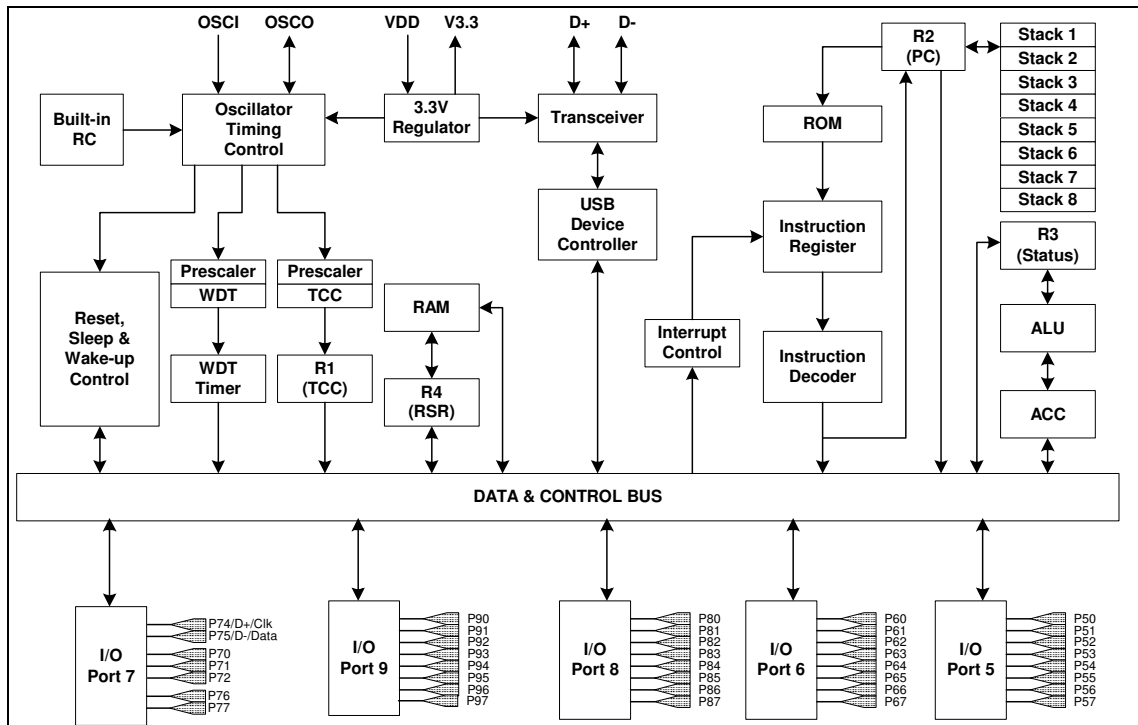 OSCI
OSCO
VDD
V3.3
D+
D-
R2
(PC)
Stack 1
Stack 2
Stack 3
Stack 4
Stack 5
Stack 6
Stack 7
Stack 8
Built-in
RC
Oscillator
Timing
Control
3.3V
Regulator
Transceiver
ROM
USB
Device
Controller
Instruction
Register
R3
(Status)
Prescaler
WDT
Prescaler
TCC
Reset,
Sleep &
Wake-up
Control
RAM
Interrupt
Control
ALU
WDT
Timer
R1
(TCC)
R4
(RSR)
Instruction
Decoder
ACC
DATA & CONTROL BUS
I/O
Port 7
P74/D+/Clk
P75/D-/Data
P70
P71
P72
P76
P77
I/O
Port 9
P90
P91
P92
P93
P94
P95
P96
P97
I/O
Port 8
P80
P81
P82
P83
P84
P85
P86
P87
I/O
Port 6
P60
P61
P62
P63
P64
P65
P66
P67
I/O
Port 5
P50
P51
P52
P53
P54
P55
P56
P57